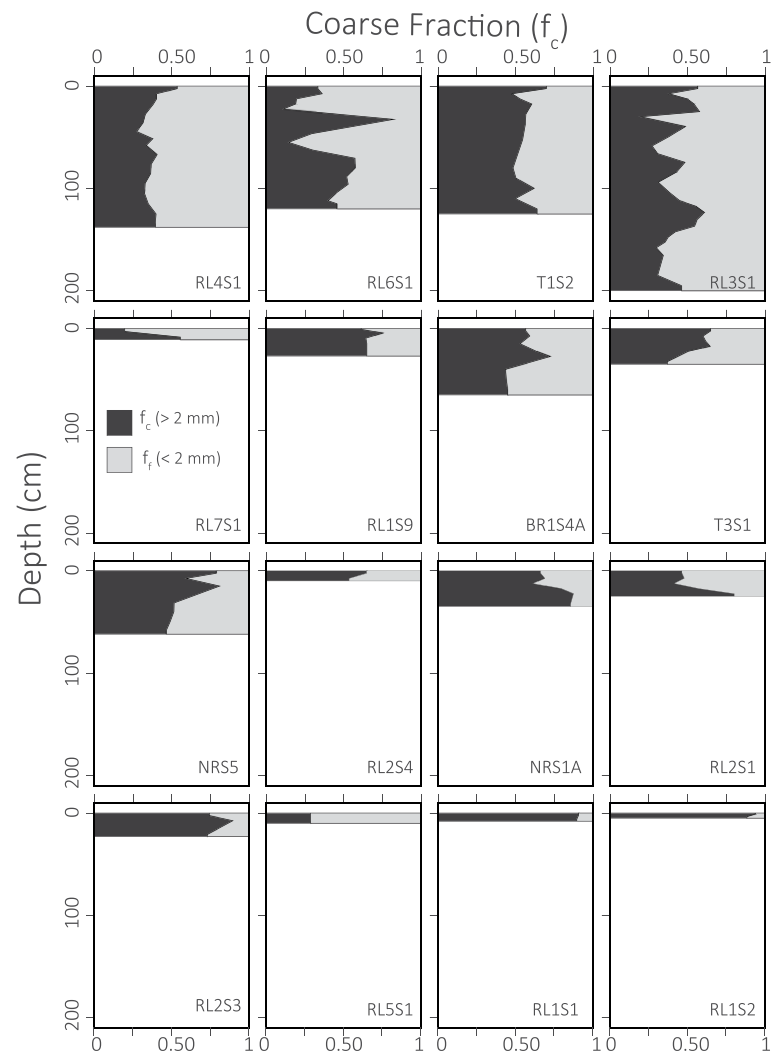 Coarse Fraction (fc)
0 0.50 1 0 0.50 1 0 0.50 1 0 0.50 1
0
100
200
RL4S1 RL6S1 T1S2 RL3S1
0
fc (> 2 mm)
100
ff (< 2 mm)
200
RL7S1 RL1S9 BR1S4A T3S1
Depth (cm)
0
100
200
NRS5 RL2S4 NRS1A RL2S1
0
100
200
RL2S3 RL5S1 RL1S1 RL1S2
0 0.50 1 0 0.50 1 0 0.50 1 0 0.50 1